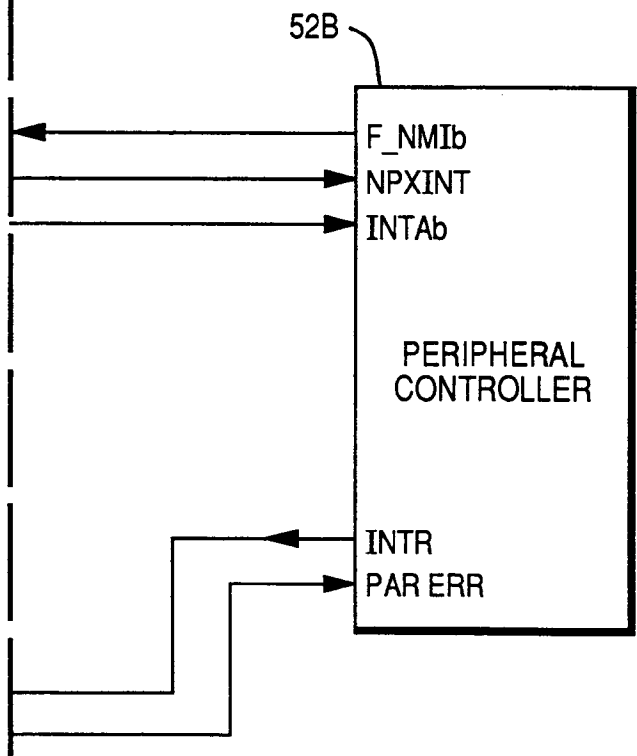 52B
F_NMIb
NPXINT
INTAb
PERIPHERAL
CONTROLLER
INTR
PAR ERR